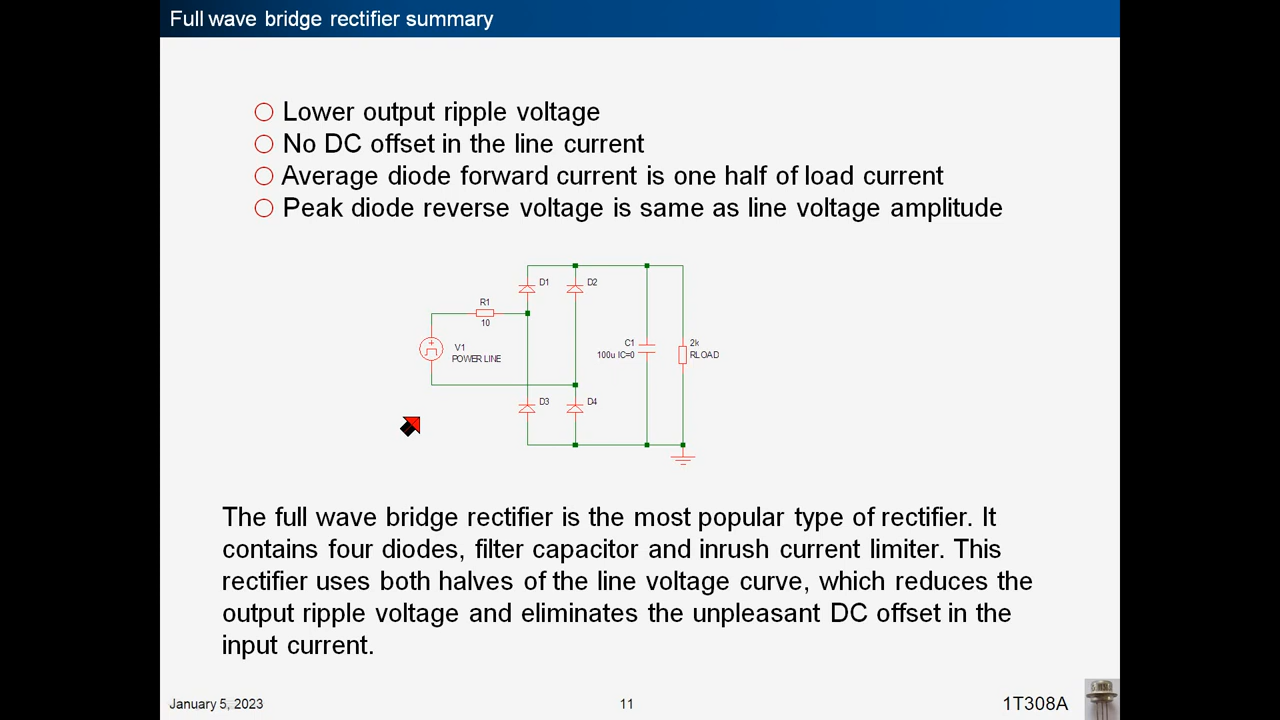 Full wave bridge rectifier summary
Lower output ripple voltage
No DC offset in the line current
Average diode forward current is one half of load current
Peak diode reverse voltage is same as line voltage amplitude
D1
D2
R1
10
V1
POWER LINE
C1
100u IC=0
2k
RLOAD
D3
D4
The full wave bridge rectifier is the most popular type of rectifier. It
contains four diodes, filter capacitor and inrush current limiter. This
rectifier uses both halves of the line voltage curve, which reduces the
output ripple voltage and eliminates the unpleasant DC offset in the
input current.
January 5, 2023
11
1T308A